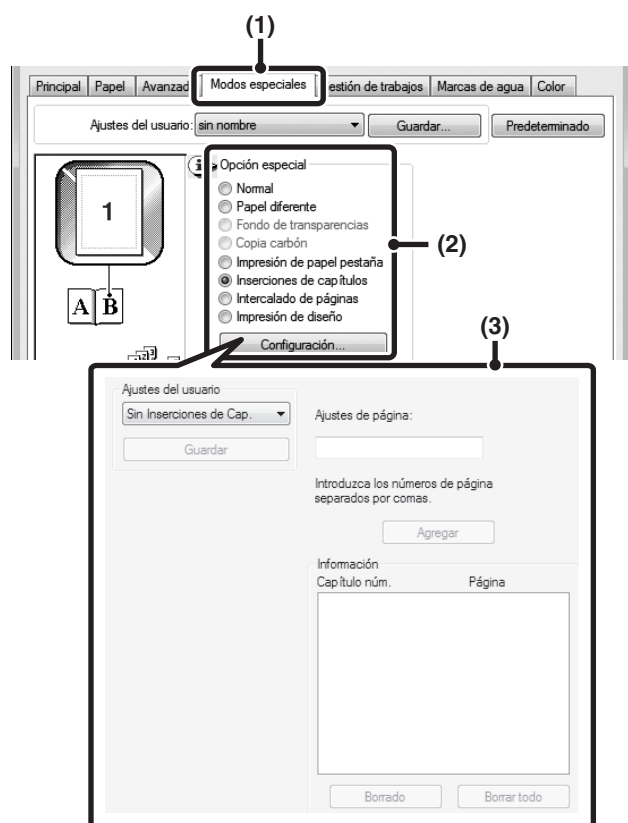 (1)
Principal Papel Avanzad Modos especiales estión de trabajos Marcas de agua Color
Ajustes del usuario: sin nombre Guardar... Predeterminado
1
A B
i
Opción especial
Normal
Papel diferente
Fondo de transparencias
Copia carbón
Impresión de papel pestaña
Inserciones de capítulos
Intercalado de páginas
Impresión de diseño
Configuración...
(2)
(3)
Ajustes del usuario
Sin Inserciones de Cap.
Guardar
Ajustes de página:
Introduzca los números de página
separados por comas.
Agregar
Información
Capítulo núm. Página
Borrado Borrar todo